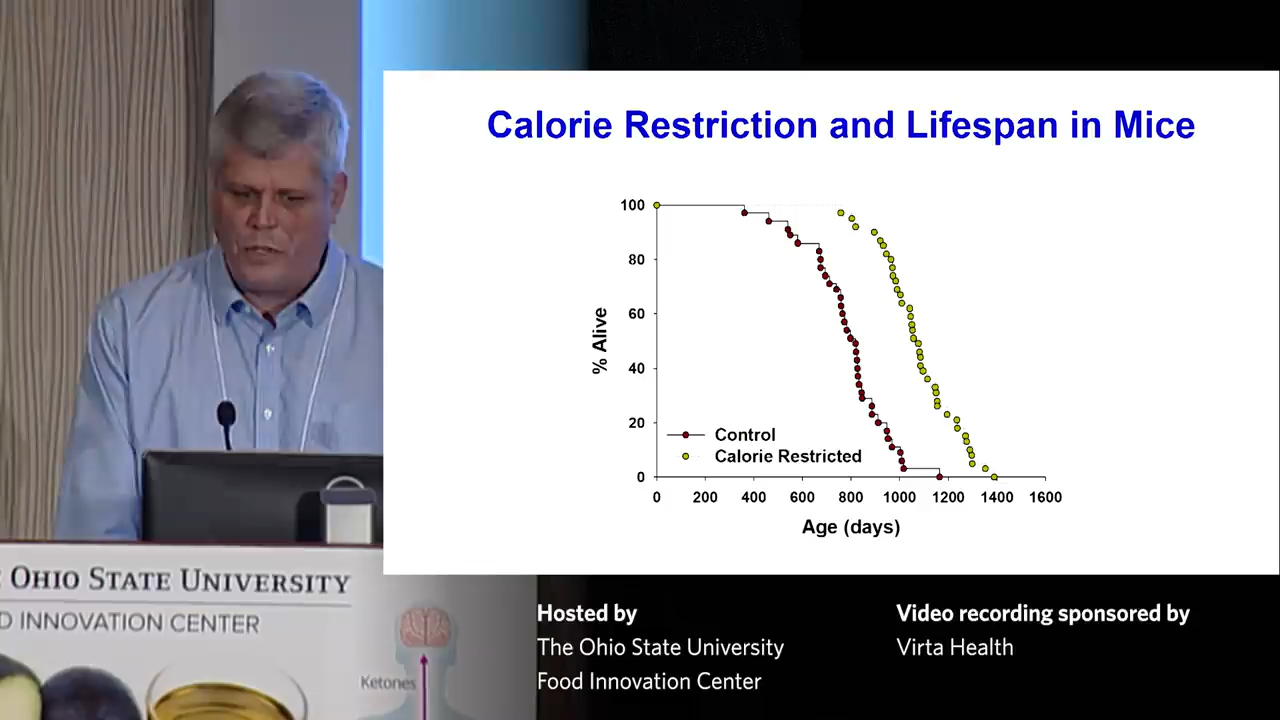 Calorie Restriction and Lifespan in Mice
100
80
60
40
20
0
% Alive
Control
Calorie Restricted
0 200 400 600 800 1000 1200 1400 1600
Age (days)
OHIO STATE UNIVERSITY
INNOVATION CENTER
Ketones
Hosted by
The Ohio State University
Food Innovation Center
Video recording sponsored by
Virta Health